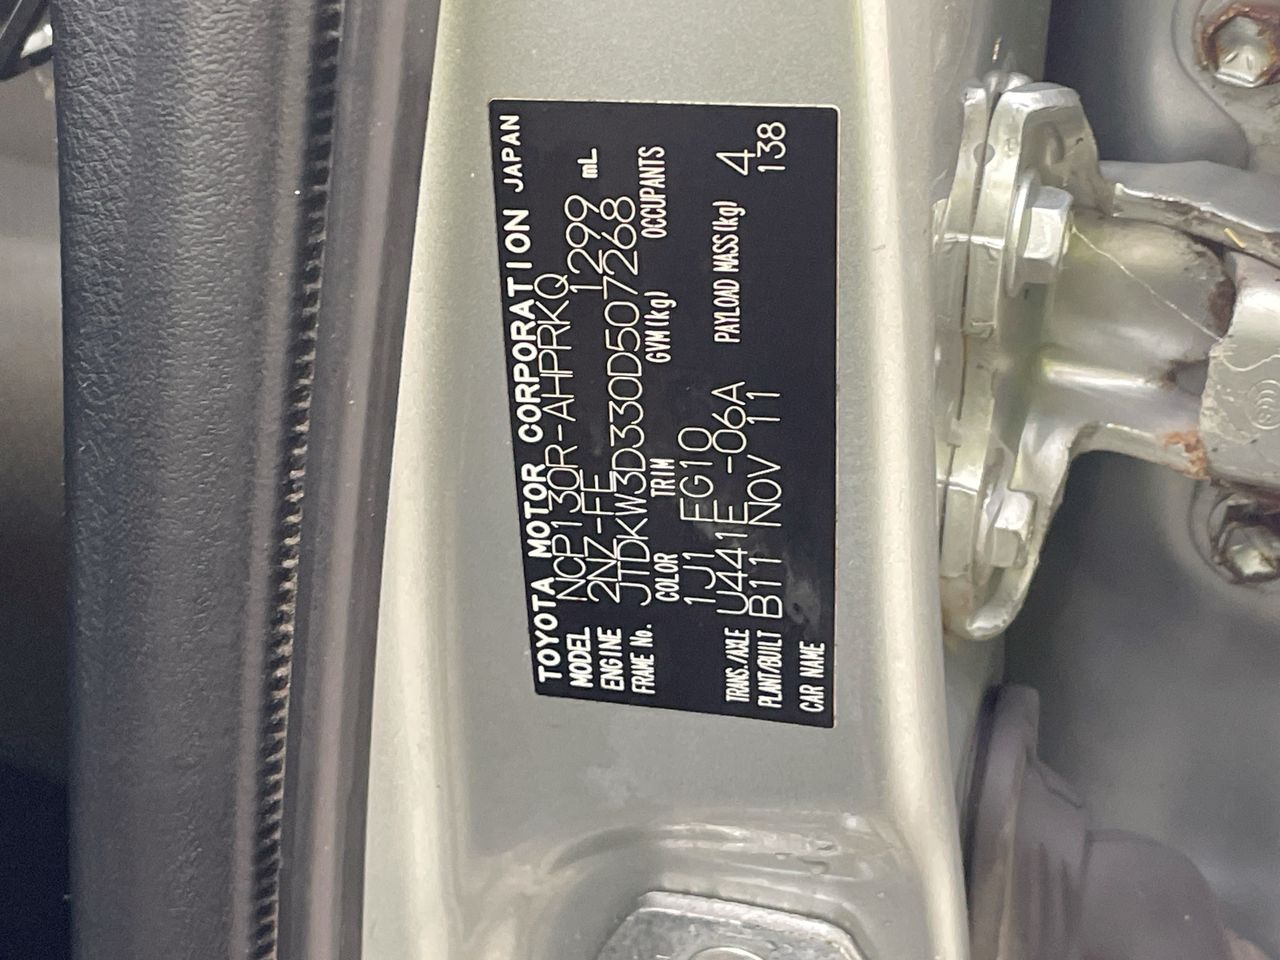 TOYOTA MOTOR CORPORATION JAPAN
MODEL NCP130R-AHPRKQ
ENGINE 2NZ-FE 1299 mL
FRAME No. JTDKW3D330D507268
COLOR TRIM GVM(kg) OCCUPANTS
1J1 FG10
TRANS./AXLE U441E -06A PAYLOAD MASS(kg) 4
PLANT/BUILT B11 NOV 11 138
CAR NAME